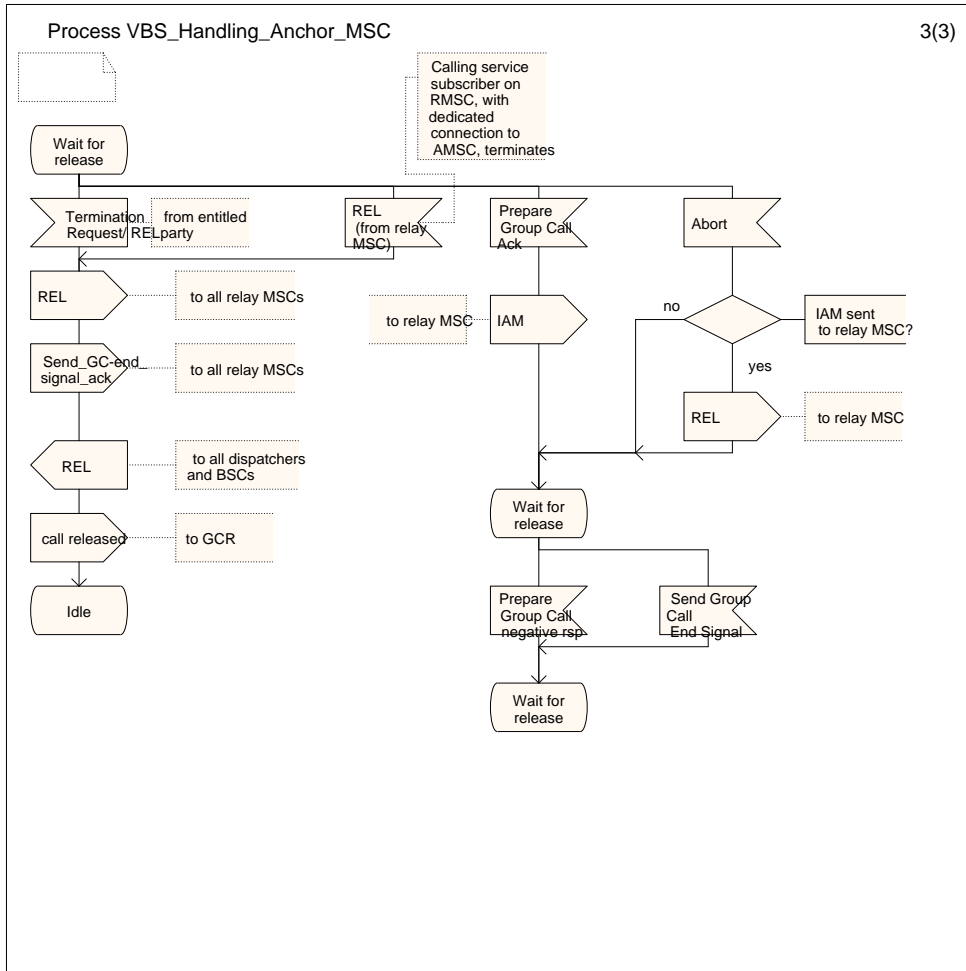 Process VBS_Handling_Anchor_MSC
3(3)
Calling service
subscriber on
RMSC, with
dedicated
connection to
AMSC, terminates
Wait for
release
Termination
Request/ REL
from entitled
party
REL
(from relay
MSC)
Prepare
Group Call
Ack
Abort
REL
to all relay MSCs
to relay MSC
IAM
no
IAM sent
to relay MSC?
yes
Send_GC-end_
signal_ack
to all relay MSCs
REL
to relay MSC
REL
to all dispatchers
and BSCs
Wait for
release
call released
to GCR
Idle
Prepare
Group Call
negative rsp
Send Group
Call
End Signal
Wait for
release